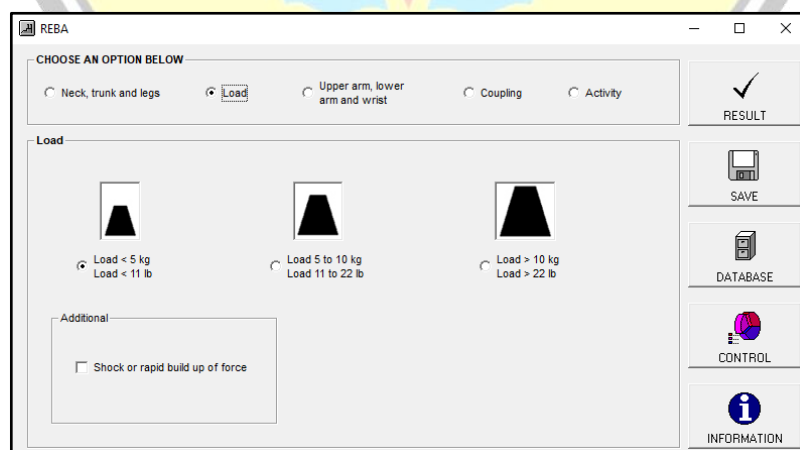 REBA
CHOOSE AN OPTION BELOW
Neck, trunk and legs
Load
Upper arm, lower
arm and wrist
Coupling
Activity
RESULT
Load
SAVE
Load < 5 kg
Load < 11 lb
Load 5 to 10 kg
Load 11 to 22 lb
Load > 10 kg
Load > 22 lb
DATABASE
Additional
Shock or rapid build up of force
CONTROL
INFORMATION